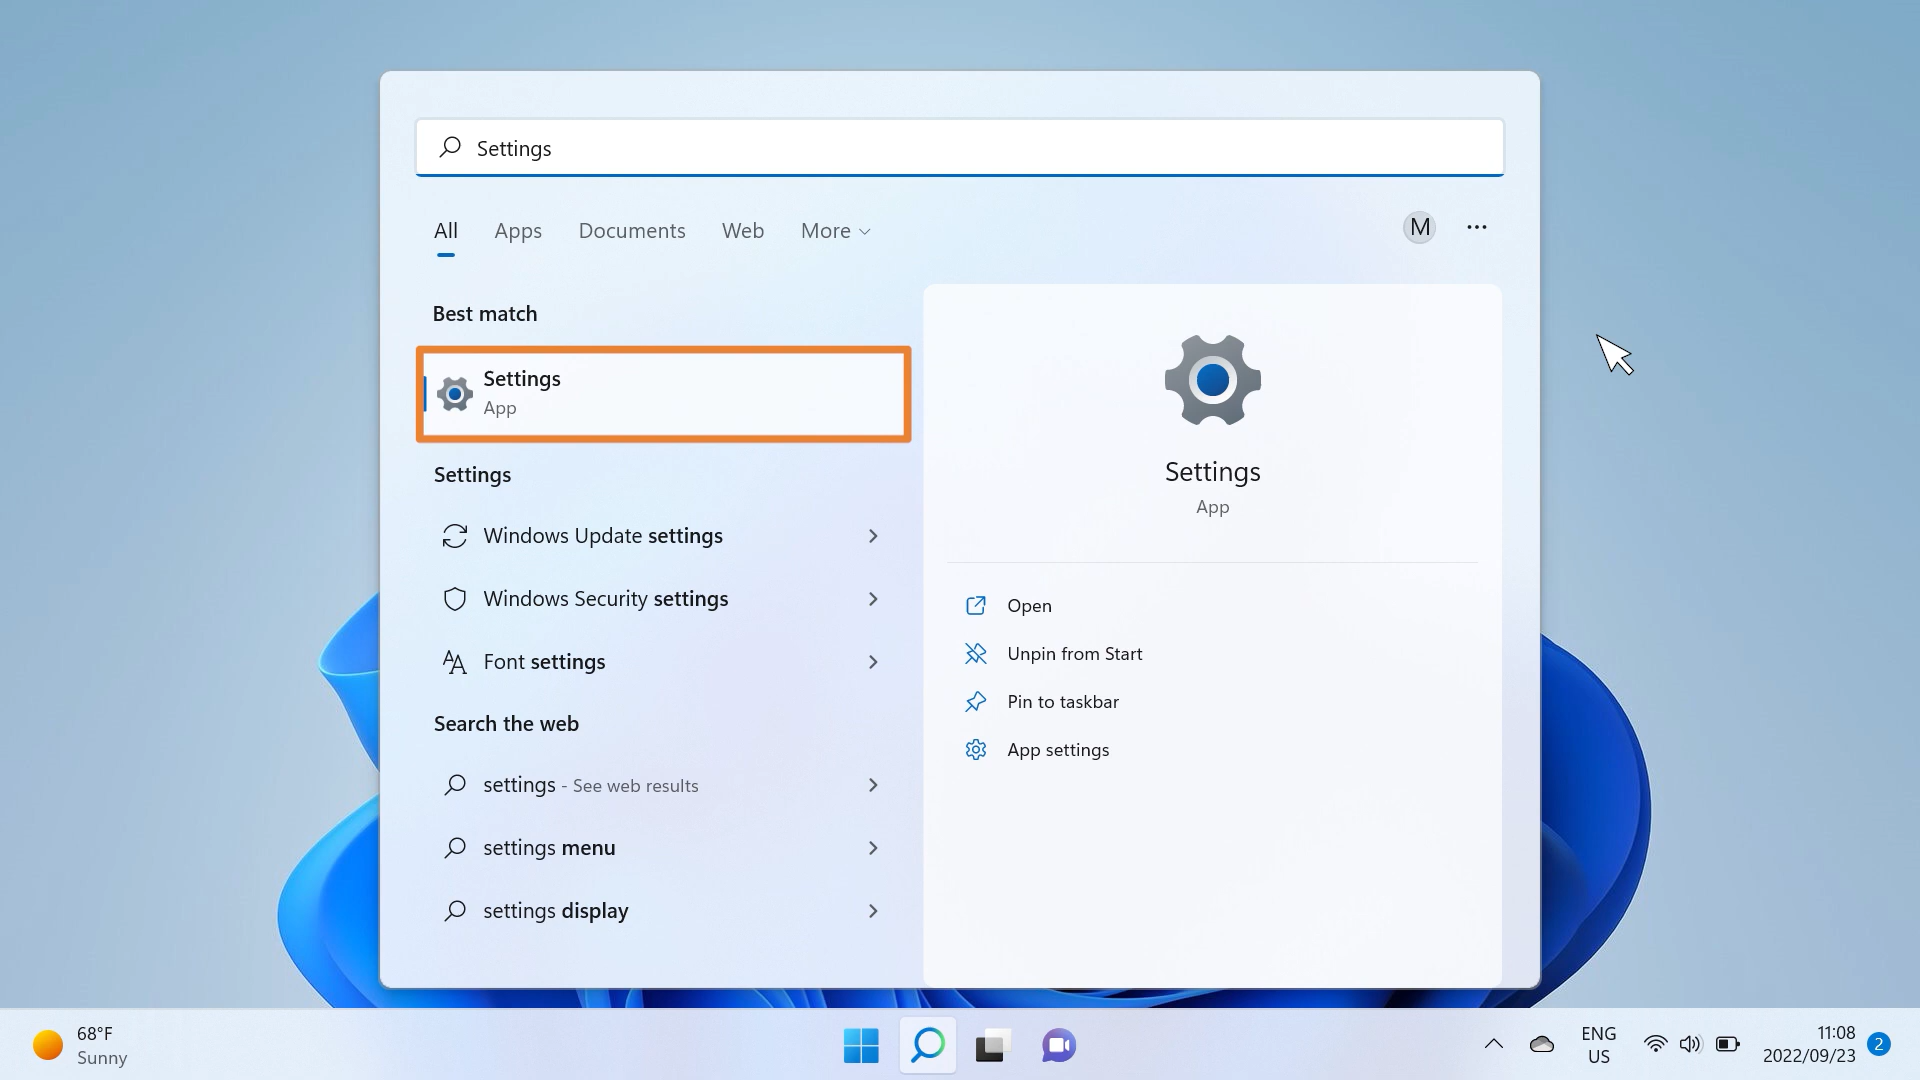 Settings
All
Apps
Documents
Web
More
M
Best match
Settings
App
Settings
Windows Update settings
Windows Security settings
Font settings
Search the web
settings - See web results
settings menu
settings display
Settings
App
Open
Unpin from Start
Pin to taskbar
App settings
68°F
Sunny
ENG
US
11:08
2022/09/23
2